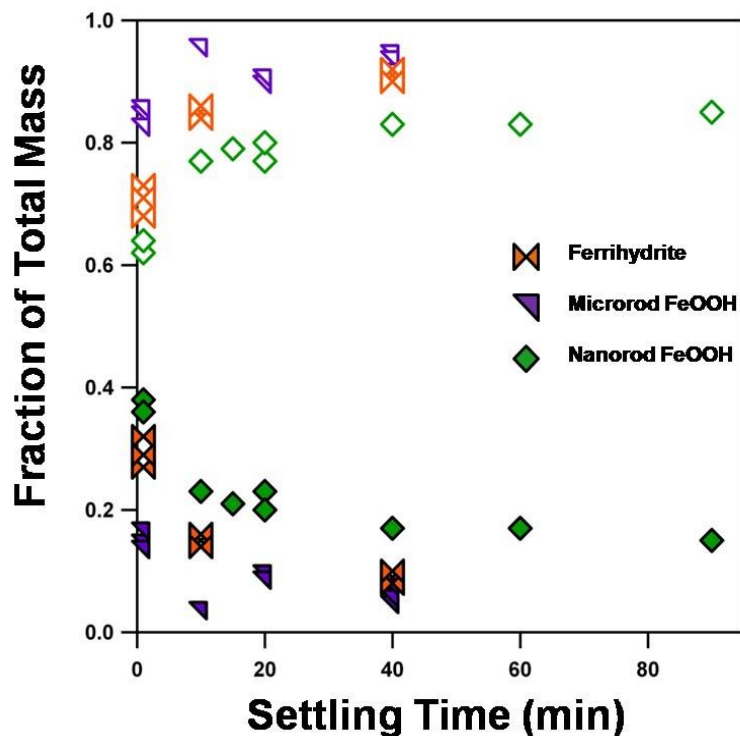 Fraction of Total Mass
1.0
0.8
0.6
0.4
0.2
0.0
Ferrihydrite
Microrod FeOOH
Nanorod FeOOH
0 20 40 60 80
Settling Time (min)